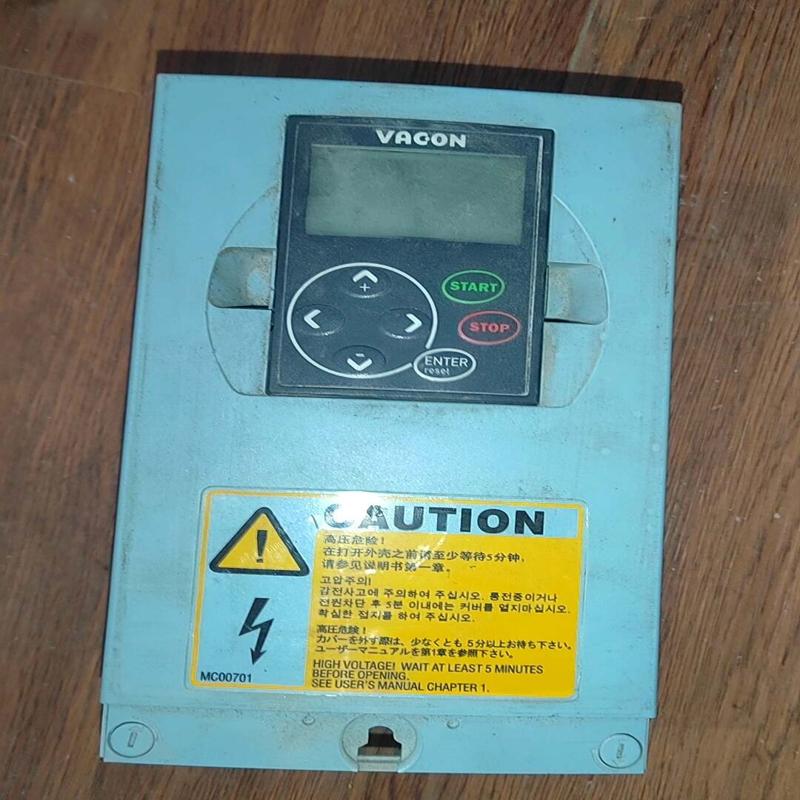 VACON
+
START
STOP
-
ENTER
reset
CAUTION
高压危险！
在打开外壳之前请至少等待5分钟，
请参见说明书第一章。
고압주의!
감전사고에 주의하여 주십시오. 통전중이거나
전원차단 후 5분 이내에는 커버를 열지마십시오.
확실한 접지를 하여 주십시오.
高圧危険！
カバーを外す際は、少なくとも 5分以上お待ち下さい。
ユーザーマニュアルを第1章を参照下さい。
HIGH VOLTAGE! WAIT AT LEAST 5 MINUTES
BEFORE OPENING.
SEE USER'S MANUAL CHAPTER 1.
MC00701